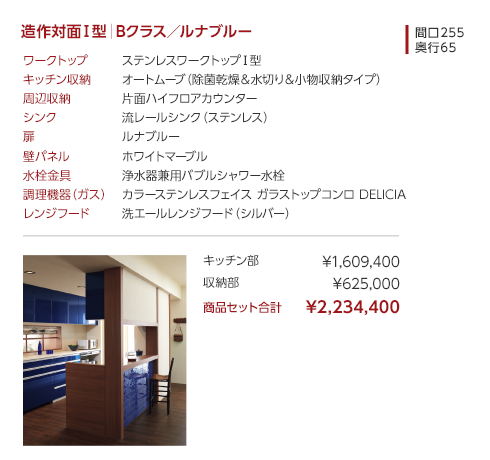 造作対面Ⅰ型｜Bクラス／ルナブルー
間口255
奥行65
ワークトップ ステンレスワークトップⅠ型
キッチン収納 オートムーブ（除菌乾燥＆水切り＆小物収納タイプ）
周辺収納 片面ハイフロアカウンター
シンク 流レールシンク（ステンレス）
扉 ルナブルー
壁パネル ホワイトマーブル
水栓金具 浄水器兼用バブルシャワー水栓
調理機器（ガス） カラーステンレスフェイス ガラストップコンロ DELICIA
レンジフード 洗エールレンジフード（シルバー）
キッチン部 ¥1,609,400
収納部 ¥625,000
商品セット合計 ¥2,234,400